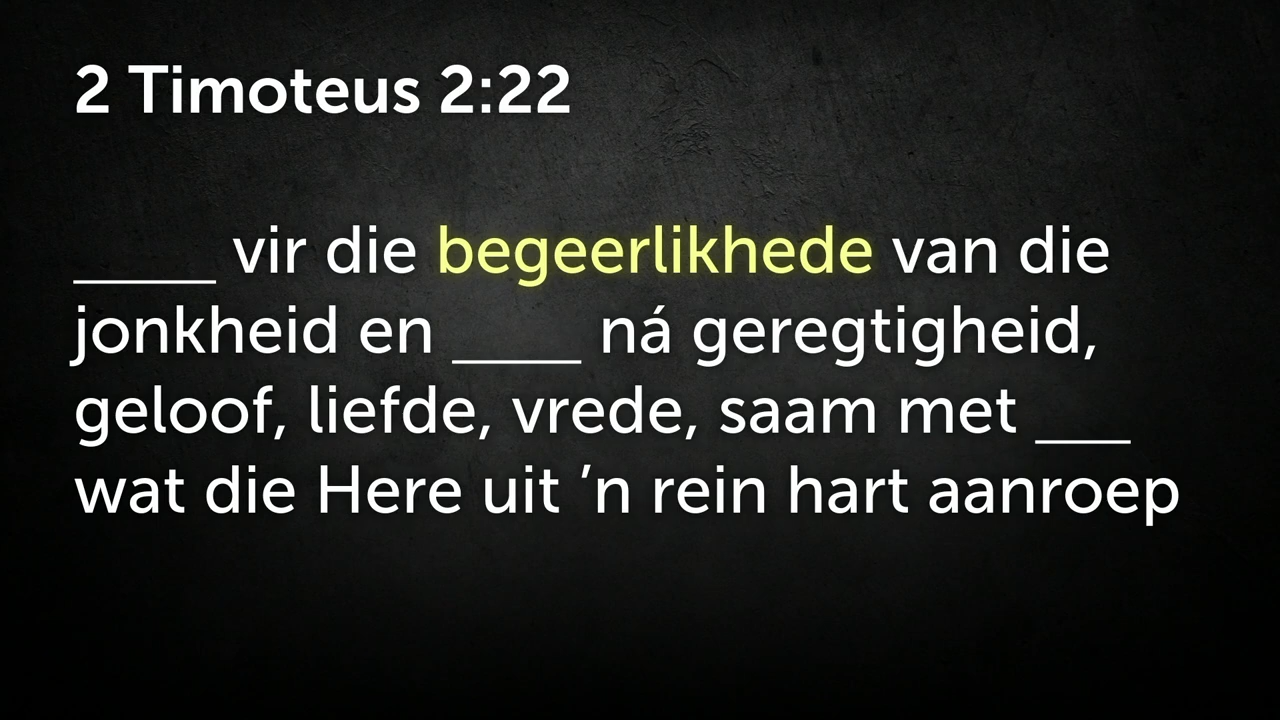 2 Timoteus 2:22
_____ vir die begeerlikhede van die
jonkheid en ____ ná geregtigheid,
geloof, liefde, vrede, saam met ___
wat die Here uit ’n rein hart aanroep